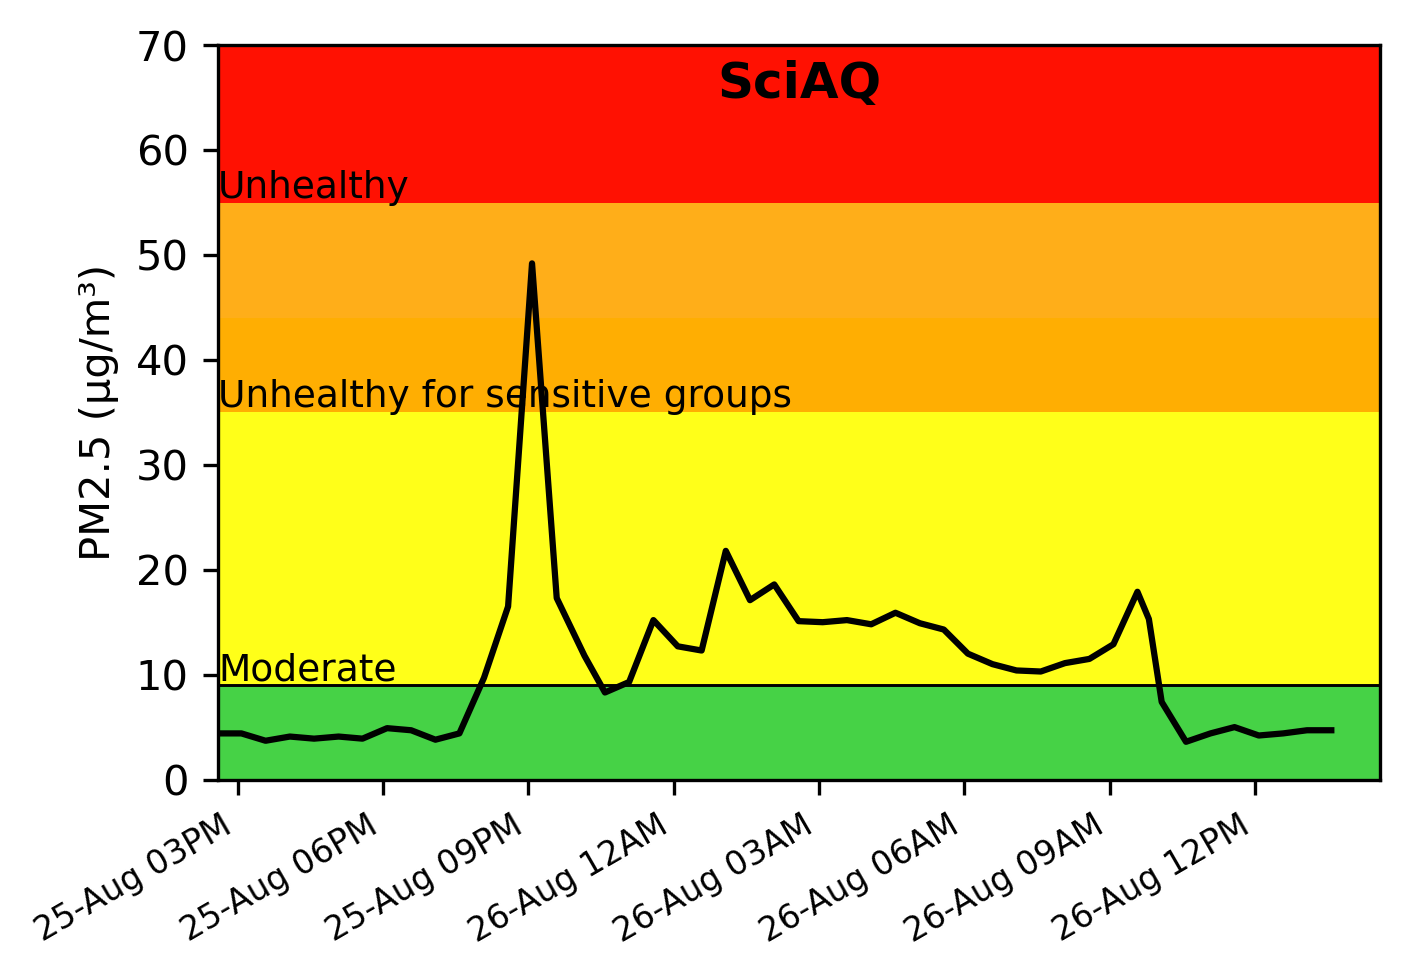 SciAQ
70
60
50
40
30
20
10
0
PM2.5 (µg/m³)
Unhealthy
Unhealthy for sensitive groups
Moderate
25-Aug 03PM
25-Aug 06PM
25-Aug 09PM
26-Aug 12AM
26-Aug 03AM
26-Aug 06AM
26-Aug 09AM
26-Aug 12PM